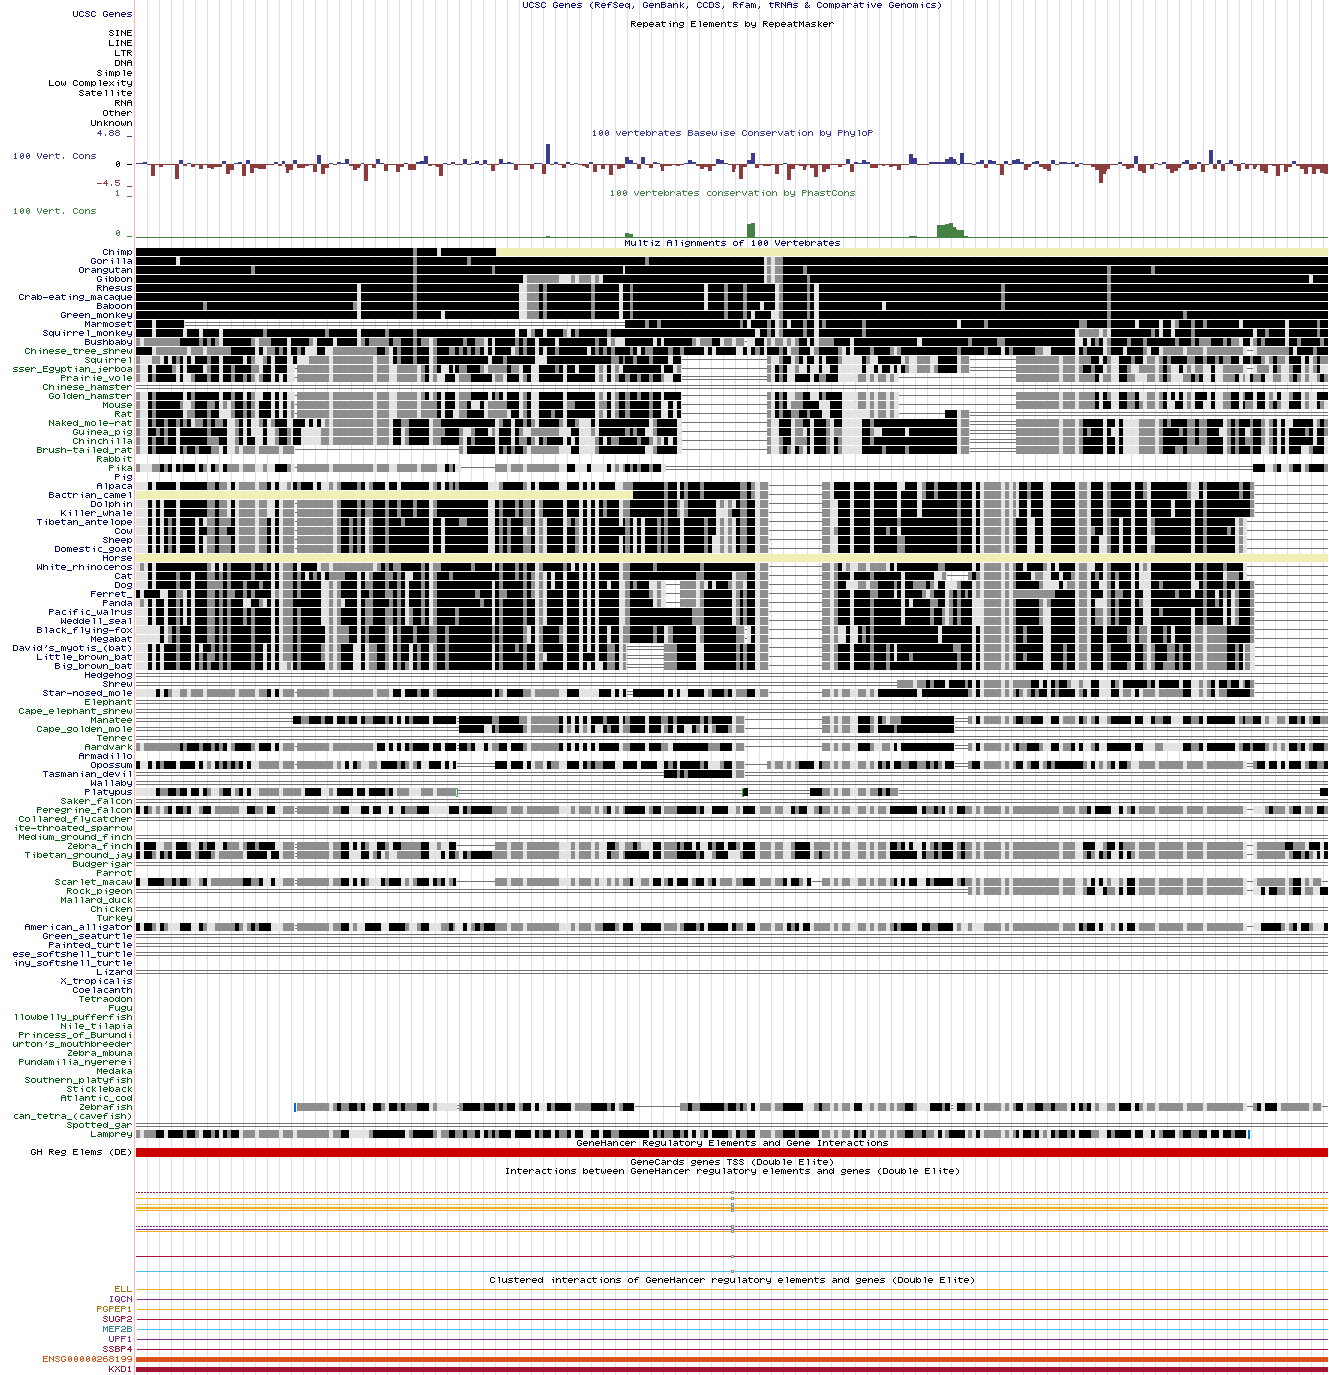 UCSC Genes (RefSeq, GenBank, CCDS, Rfam, tRNAs & Comparative Genomics)
UCSC Genes
Repeating Elements by RepeatMasker
SINE
LINE
LTR
DNA
Simple
Low Complexity
Satellite
RNA
Other
Unknown
4.88 _
100 vertebrates Basewise Conservation by PhyloP
100 Vert. Cons
0 _
-4.5 _
1 _
100 vertebrates conservation by PhastCons
100 Vert. Cons
0 _
Multiz Alignments of 100 Vertebrates
Chimp
Gorilla
Orangutan
Gibbon
Rhesus
Crab-eating_macaque
Baboon
Green_monkey
Marmoset
Squirrel_monkey
Bushbaby
Chinese_tree_shrew
Squirrel
sser_Egyptian_jerboa
Prairie_vole
Chinese_hamster
Golden_hamster
Mouse
Rat
Naked_mole-rat
Guinea_pig
Chinchilla
Brush-tailed_rat
Rabbit
Pika
Pig
Alpaca
Bactrian_camel
Dolphin
Killer_whale
Tibetan_antelope
Cow
Sheep
Domestic_goat
Horse
White_rhinoceros
Cat
Dog
Ferret_
Panda
Pacific_walrus
Weddell_seal
Black_flying-fox
Megabat
David's_myotis_(bat)
Little_brown_bat
Big_brown_bat
Hedgehog
Shrew
Star-nosed_mole
Elephant
Cape_elephant_shrew
Manatee
Cape_golden_mole
Tenrec
Aardvark
Armadillo
Opossum
Tasmanian_devil
Wallaby
Platypus
Saker_falcon
Peregrine_falcon
Collared_flycatcher
ite-throated_sparrow
Medium_ground_finch
Zebra_finch
Tibetan_ground_jay
Budgerigar
Parrot
Scarlet_macaw
Rock_pigeon
Mallard_duck
Chicken
Turkey
American_alligator
Green_seaturtle
Painted_turtle
ese_softshell_turtle
iny_softshell_turtle
Lizard
X_tropicalis
Coelacanth
Tetraodon
Fugu
llowbelly_pufferfish
Nile_tilapia
Princess_of_Burundi
urton's_mouthbreeder
Zebra_mbuna
Pundamilia_nyererei
Medaka
Southern_platyfish
Stickleback
Atlantic_cod
Zebrafish
can_tetra_(cavefish)
Spotted_gar
Lamprey
GeneHancer Regulatory Elements and Gene Interactions
GH Reg Elems (DE)
GeneCards genes TSS (Double Elite)
Interactions between GeneHancer regulatory elements and genes (Double Elite)
Clustered interactions of GeneHancer regulatory elements and genes (Double Elite)
ELL
IQCN
PGPEP1
SUGP2
MEF2B
UPF1
SSBP4
ENSG00000268199
KXD1